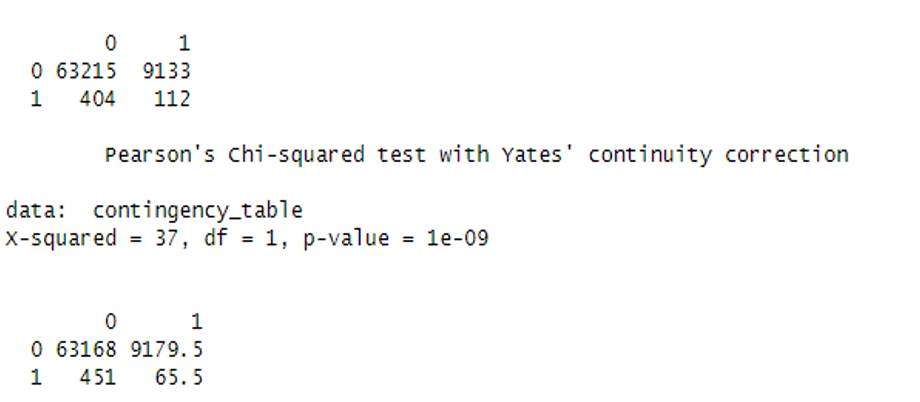 0 1
0 63215 9133
1 404 112
Pearson's Chi-squared test with Yates' continuity correction
data: contingency_table
X-squared = 37, df = 1, p-value = 1e-09
0 1
0 63168 9179.5
1 451 65.5